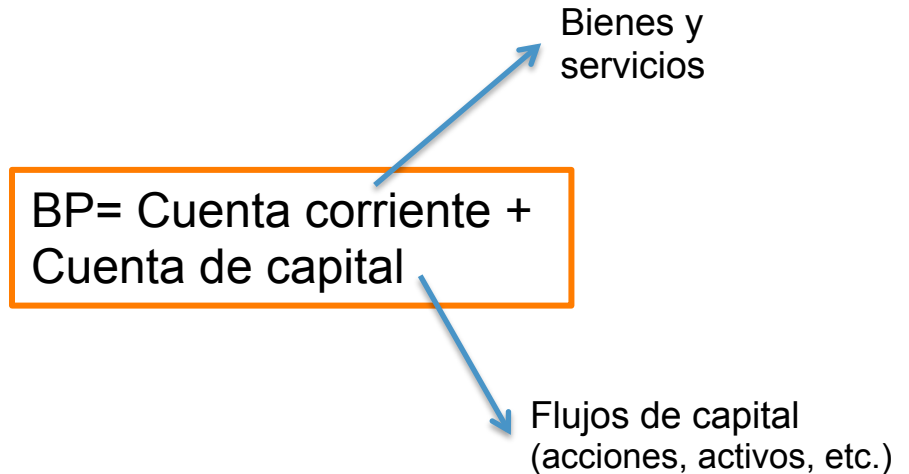 Bienes y
servicios
BP= Cuenta corriente +
Cuenta de capital
Flujos de capital
(acciones, activos, etc.)